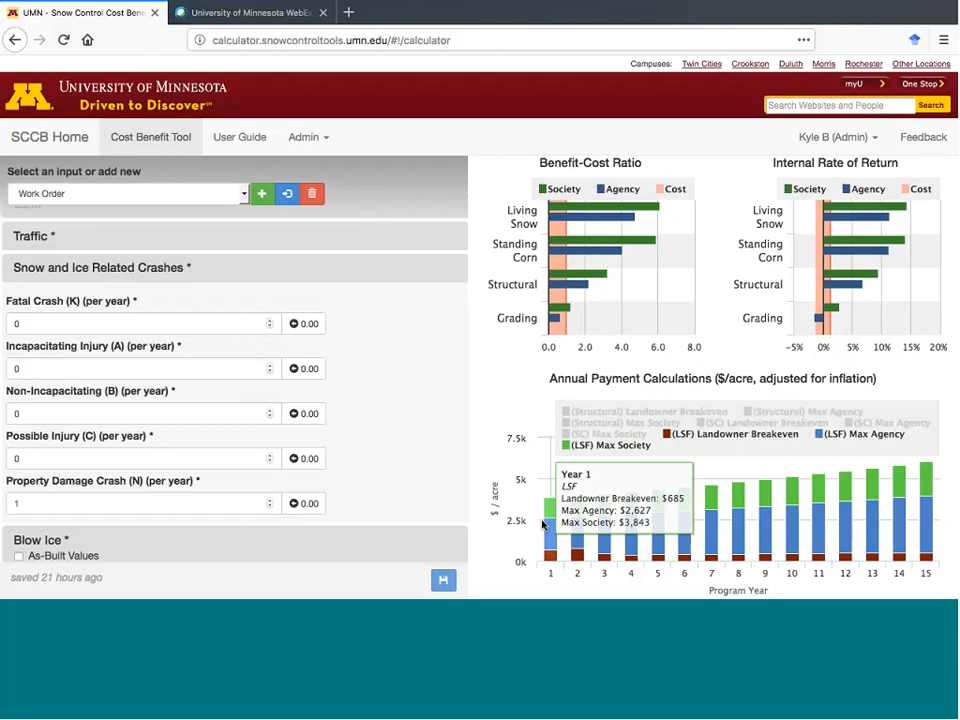 UMN - Snow Control Cost Bene
University of Minnesota WebEx
calculator.snowcontroltools.umn.edu/#!/calculator
Campuses: Twin Cities Crookston Duluth Morris Rochester Other Locations
UNIVERSITY OF MINNESOTA
Driven to Discover℠
myU
One Stop
Search Websites and People
Search
SCCB Home
Cost Benefit Tool
User Guide
Admin
Kyle B (Admin)
Feedback
Select an input or add new
Work Order
Traffic *
Snow and Ice Related Crashes *
Fatal Crash (K) (per year) *
0
0.00
Incapacitating Injury (A) (per year) *
0
0.00
Non-Incapacitating (B) (per year) *
0
0.00
Possible Injury (C) (per year) *
0
0.00
Property Damage Crash (N) (per year) *
1
0.00
Blow Ice *
As-Built Values
saved 21 hours ago
Benefit-Cost Ratio
Society Agency Cost
Living
Snow
Standing
Corn
Structural
Grading
0.0 2.0 4.0 6.0 8.0
Internal Rate of Return
Society Agency Cost
Living
Snow
Standing
Corn
Structural
Grading
-5% 0% 5% 10% 15% 20%
Annual Payment Calculations ($/acre, adjusted for inflation)
(Structural) Landowner Breakeven (Structural) Max Agency
(Structural) Max Society (SC) Landowner Breakeven (SC) Max Agency
(SC) Max Society (LSF) Landowner Breakeven (LSF) Max Agency
(LSF) Max Society
7.5k
5k
2.5k
0k
$ / acre
Year 1
LSF
Landowner Breakeven: $685
Max Agency: $2,627
Max Society: $3,843
1 2 3 4 5 6 7 8 9 10 11 12 13 14 15
Program Year